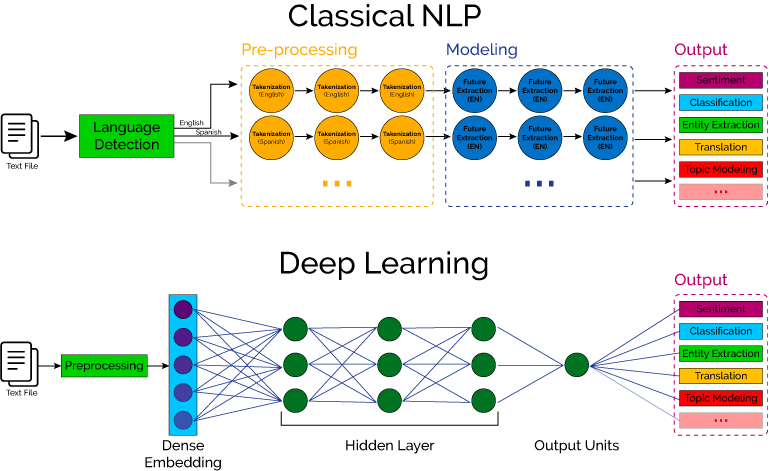 Classical NLP
Pre-processing
Modeling
Output
Text File
Language
Detection
English
Spanish
Takenization
(English)
Takenization
(English)
Takenization
(English)
Future
Extraction
(EN)
Future
Extraction
(EN)
Future
Extraction
(EN)
Takenization
(Spanish)
Takenization
(Spanish)
Takenization
(Spanish)
Future
Extraction
(EN)
Future
Extraction
(EN)
Future
Extraction
(EN)
...
...
Sentiment
Classification
Entity Extraction
Translation
Topic Modeling
...
Deep Learning
Output
Text File
Preprocessing
Dense
Embedding
Hidden Layer
Output Units
Sentiment
Classification
Entity Extraction
Translation
Topic Modeling
...